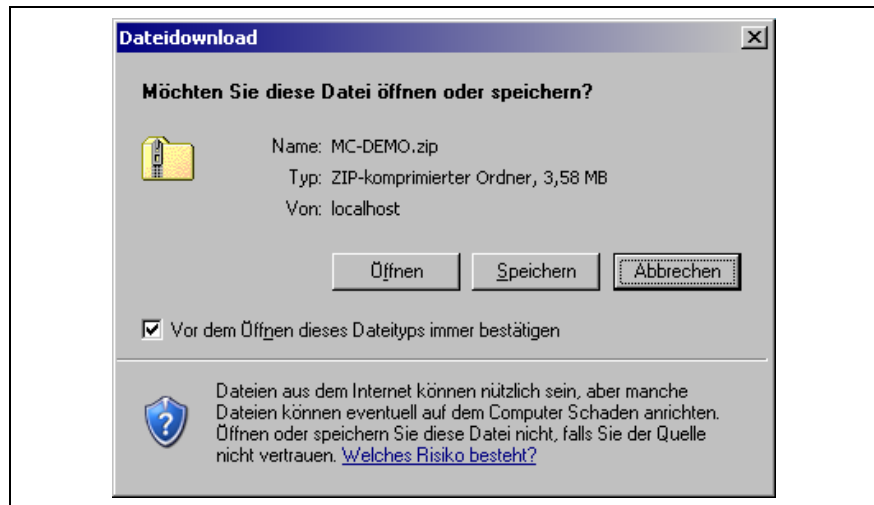 Dateidownload
Möchten Sie diese Datei öffnen oder speichern?
Name: MC-DEMO.zip
Typ: ZIP-komprimierter Ordner, 3,58 MB
Von: localhost
Öffnen Speichern Abbrechen
Vor dem Öffnen dieses Dateityps immer bestätigen
Dateien aus dem Internet können nützlich sein, aber manche
Dateien können eventuell auf dem Computer Schaden anrichten.
Öffnen oder speichern Sie diese Datei nicht, falls Sie der Quelle
nicht vertrauen. Welches Risiko besteht?